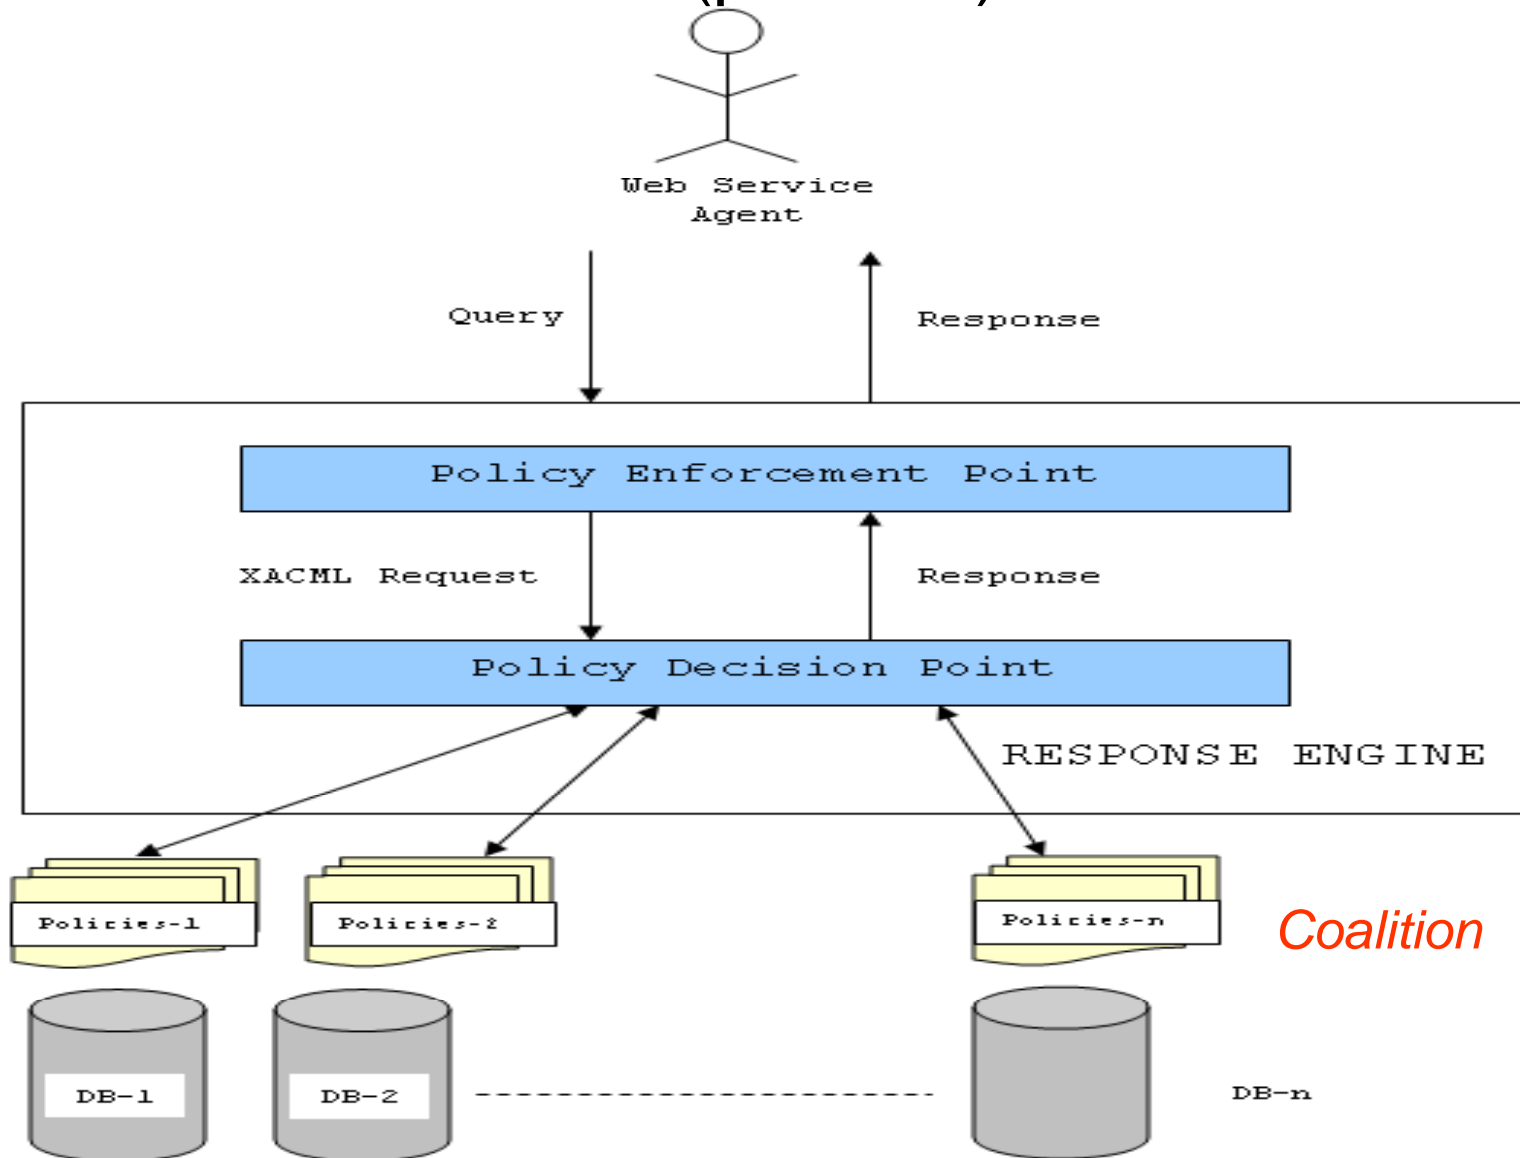 Web Service
Agent
Query
Response
Policy Enforcement Point
XACML Request
Response
Policy Decision Point
RESPONSE ENGINE
Policies-1
Policies-2
Policies-n
Coalition
DB-1
DB-2
DB-n